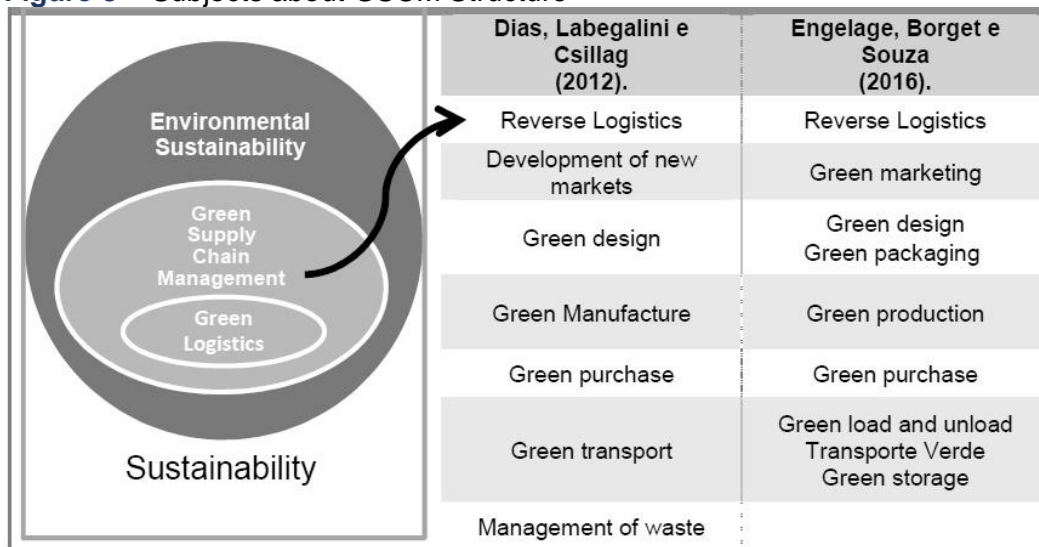 Figure 3 – Subjects about GSCM Structure
Environmental
Sustainability
Green
Supply
Chain
Management
Green
Logistics
Sustainability
Dias, Labegalini e
Csillag
(2012).
Engelage, Borget e
Souza
(2016).
Reverse Logistics
Reverse Logistics
Development of new
markets
Green marketing
Green design
Green design
Green packaging
Green Manufacture
Green production
Green purchase
Green purchase
Green transport
Green load and unload
Transporte Verde
Green storage
Management of waste